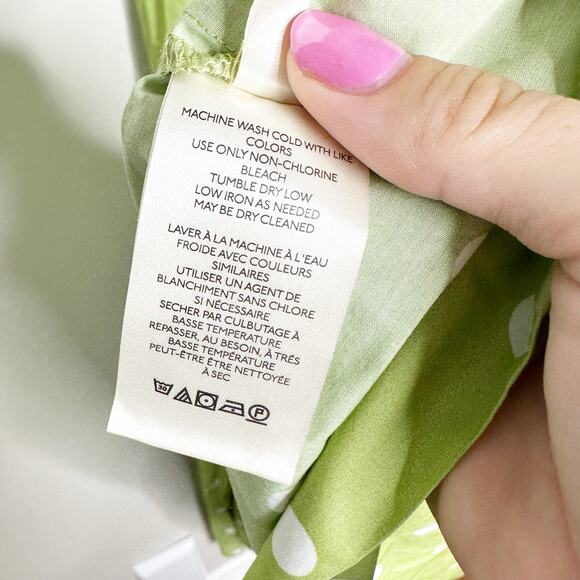 MACHINE WASH COLD WITH LIKE
COLORS
USE ONLY NON-CHLORINE
BLEACH
TUMBLE DRY LOW
LOW IRON AS NEEDED
MAY BE DRY CLEANED
LAVER À LA MACHINE À L'EAU
FROIDE AVEC COULEURS
SIMILAIRES
UTILISER UN AGENT DE
BLANCHIMENT SANS CHLORE
SI NÉCESSAIRE
SECHER PAR CULBUTAGE À
BASSE TEMPERATURE
REPASSER, AU BESOIN, À TRÉS
BASSE TEMPÉRATURE
PEUT-ÊTRE ÊTRE NETTOYÉE
À SEC
30 P